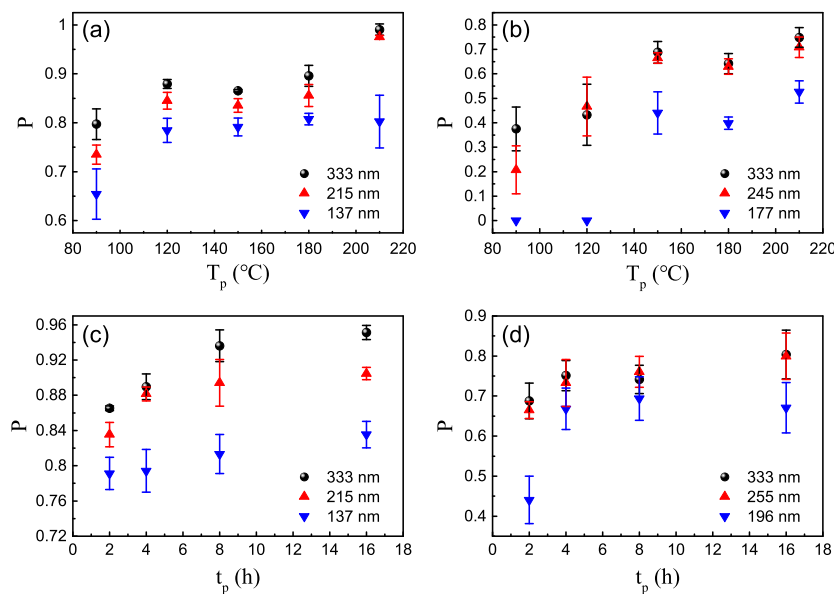 (a)
1
0.9
0.8
0.7
0.6
P
333 nm
215 nm
137 nm
80 100 120 140 160 180 200 220
Tp (°C)
(b)
0.8
0.7
0.6
0.5
0.4
0.3
0.2
0.1
0
P
333 nm
245 nm
177 nm
80 100 120 140 160 180 200 220
Tp (°C)
(c)
0.96
0.92
0.88
0.84
0.8
0.76
0.72
P
333 nm
215 nm
137 nm
0 2 4 6 8 10 12 14 16 18
tp (h)
(d)
0.9
0.8
0.7
0.6
0.5
0.4
P
333 nm
255 nm
196 nm
0 2 4 6 8 10 12 14 16 18
tp (h)